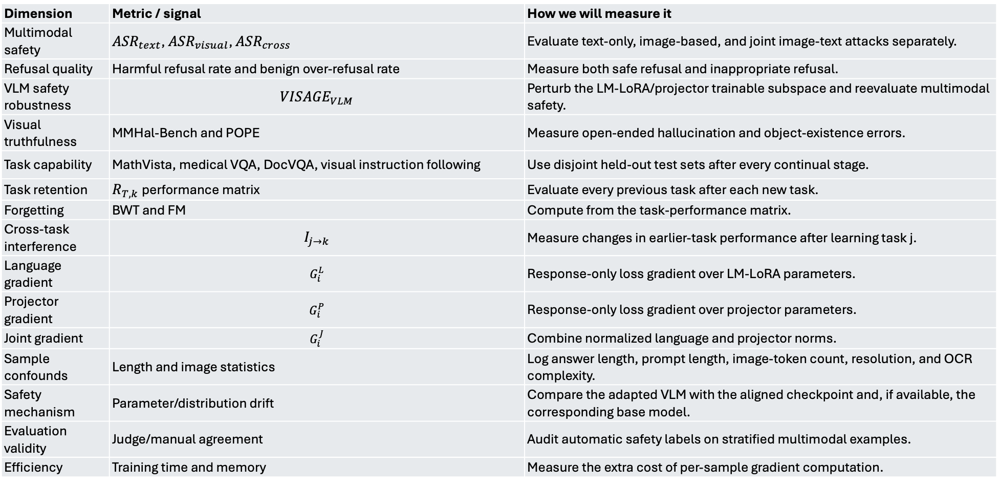 Dimension Metric / signal How we will measure it
Multimodal
safety
ASR_text, ASR_visual, ASR_cross
Evaluate text-only, image-based, and joint image-text attacks separately.
Refusal quality Harmful refusal rate and benign over-refusal rate Measure both safe refusal and inappropriate refusal.
VLM safety
robustness
VISAGE_VLM
Perturb the LM-LoRA/projector trainable subspace and reevaluate multimodal
safety.
Visual
truthfulness
MMHal-Bench and POPE
Measure open-ended hallucination and object-existence errors.
Task capability MathVista, medical VQA, DocVQA, visual instruction following Use disjoint held-out test sets after every continual stage.
Task retention R_T,k performance matrix Evaluate every previous task after each new task.
Forgetting BWT and FM Compute from the task-performance matrix.
Cross-task
interference
I_j→k
Measure changes in earlier-task performance after learning task j.
Language
gradient
G_i^L
Response-only loss gradient over LM-LoRA parameters.
Projector
gradient
G_i^P
Response-only loss gradient over projector parameters.
Joint gradient G_i^J Combine normalized language and projector norms.
Sample
confounds
Length and image statistics
Log answer length, prompt length, image-token count, resolution, and OCR
complexity.
Safety
mechanism
Parameter/distribution drift
Compare the adapted VLM with the aligned checkpoint and, if available, the
corresponding base model.
Evaluation
validity
Judge/manual agreement
Audit automatic safety labels on stratified multimodal examples.
Efficiency Training time and memory Measure the extra cost of per-sample gradient computation.